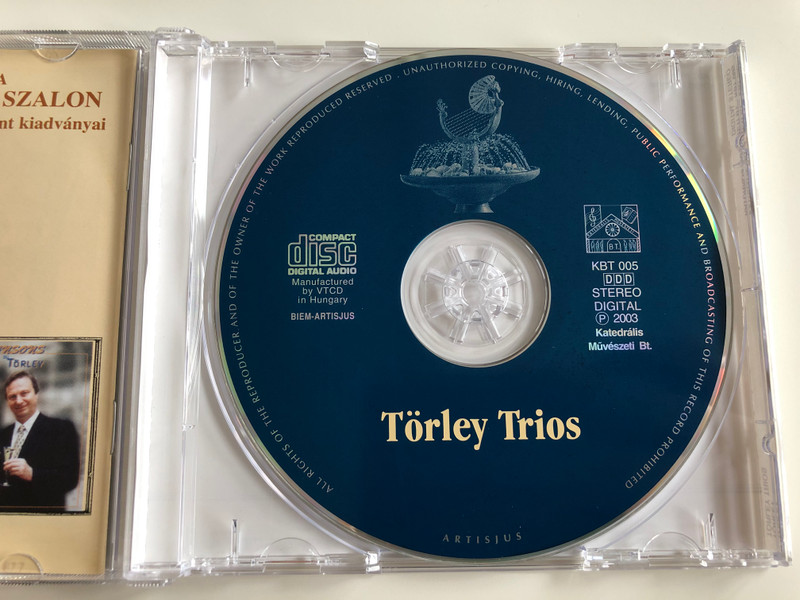 A
SZALON
nt kiadványai
NSONS
TÖRLEY
ALL RIGHTS OF THE REPRODUCER AND OF THE OWNER OF THE WORK REPRODUCED RESERVED . UNAUTHORIZED COPYING, HIRING, LENDING, PUBLIC PERFORMANCE AND BROADCASTING OF THIS RECORD PROHIBITED
COMPACT
disc
DIGITAL AUDIO
Manufactured
by VTCD
in Hungary
BIEM-ARTISJUS
BT
KBT 005
DDD
STEREO
DIGITAL
℗ 2003
Katedrális
Művészeti Bt.
Törley Trios
ARTISJUS